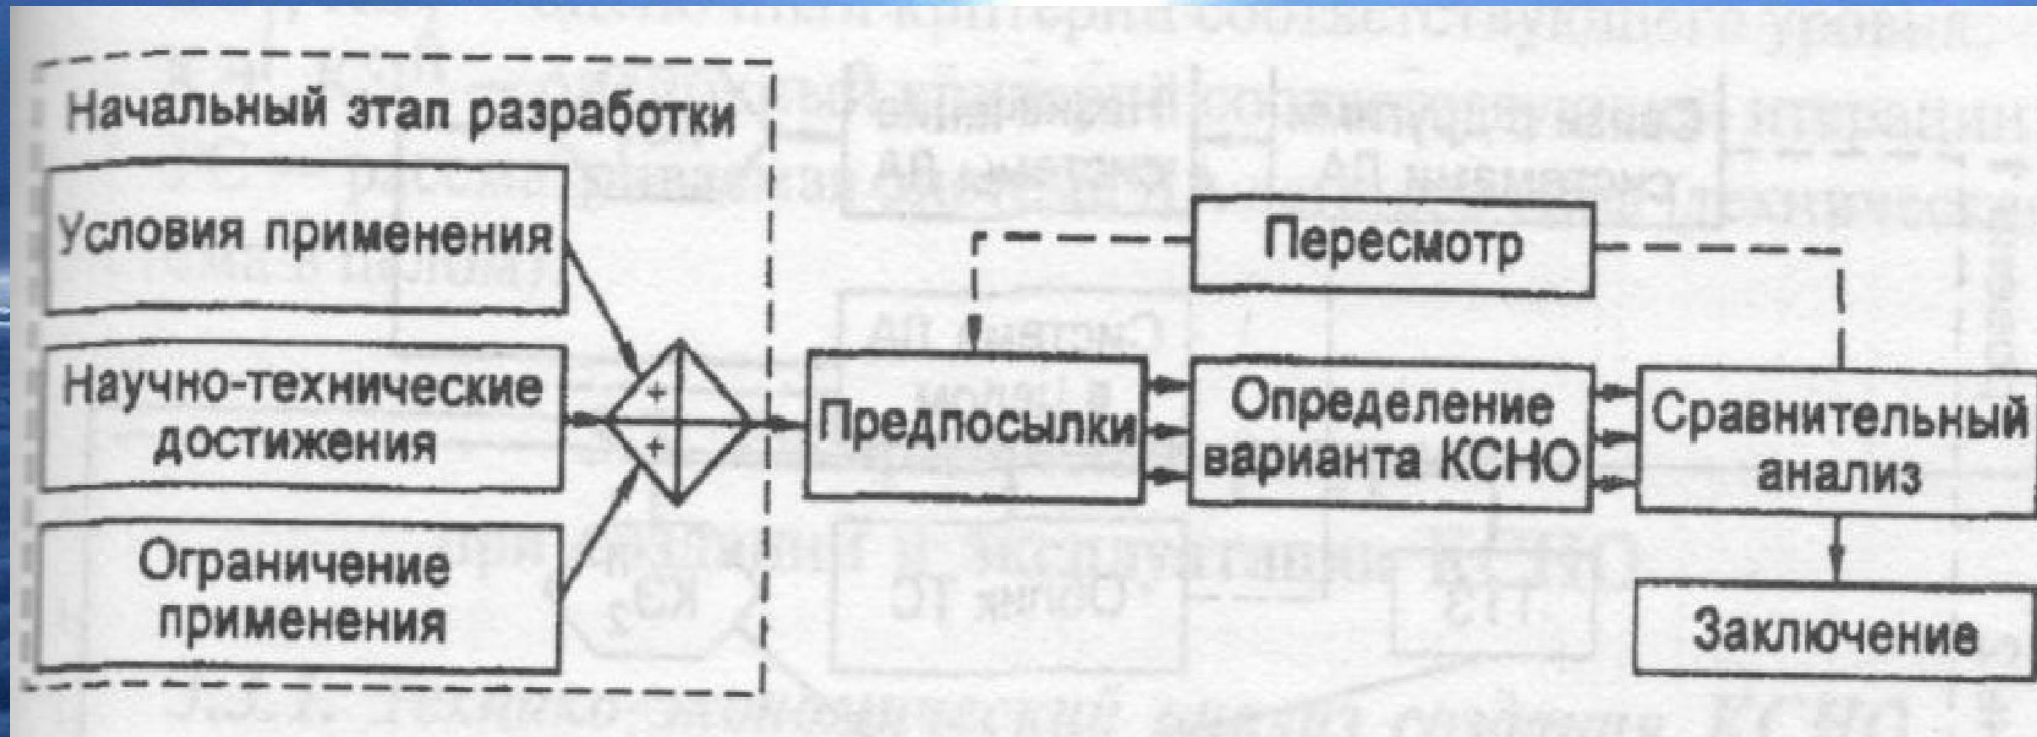 Начальный этап разработки
Условия применения
Научно-технические
достижения
Ограничение
применения
+
+
Предпосылки
Пересмотр
Определение
варианта КСНО
Сравнительный
анализ
Заключение